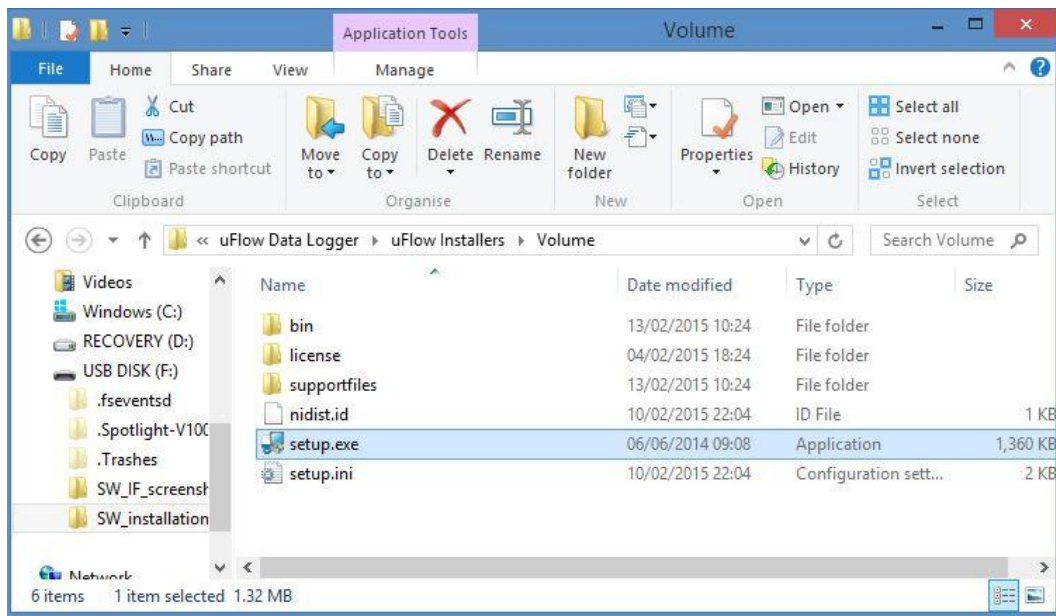 Application Tools
Volume
File Home Share View Manage
Copy
Paste
Cut
Copy path
Paste shortcut
Clipboard
Move to
Copy to
Delete
Rename
Organise
New folder
New
Properties
Open
Edit
History
Open
Select all
Select none
Invert selection
Select
« uFlow Data Logger uFlow Installers Volume
Search Volume
Videos
Windows (C:)
RECOVERY (D:)
USB DISK (F:)
.fseventsd
.Spotlight-V100
.Trashes
SW_IF_screensh
SW_installation
Network
Name Date modified Type Size
bin 13/02/2015 10:24 File folder
license 04/02/2015 18:24 File folder
supportfiles 13/02/2015 10:24 File folder
nidist.id 10/02/2015 22:04 ID File 1 KB
setup.exe 06/06/2014 09:08 Application 1,360 KB
setup.ini 10/02/2015 22:04 Configuration sett... 2 KB
6 items 1 item selected 1.32 MB